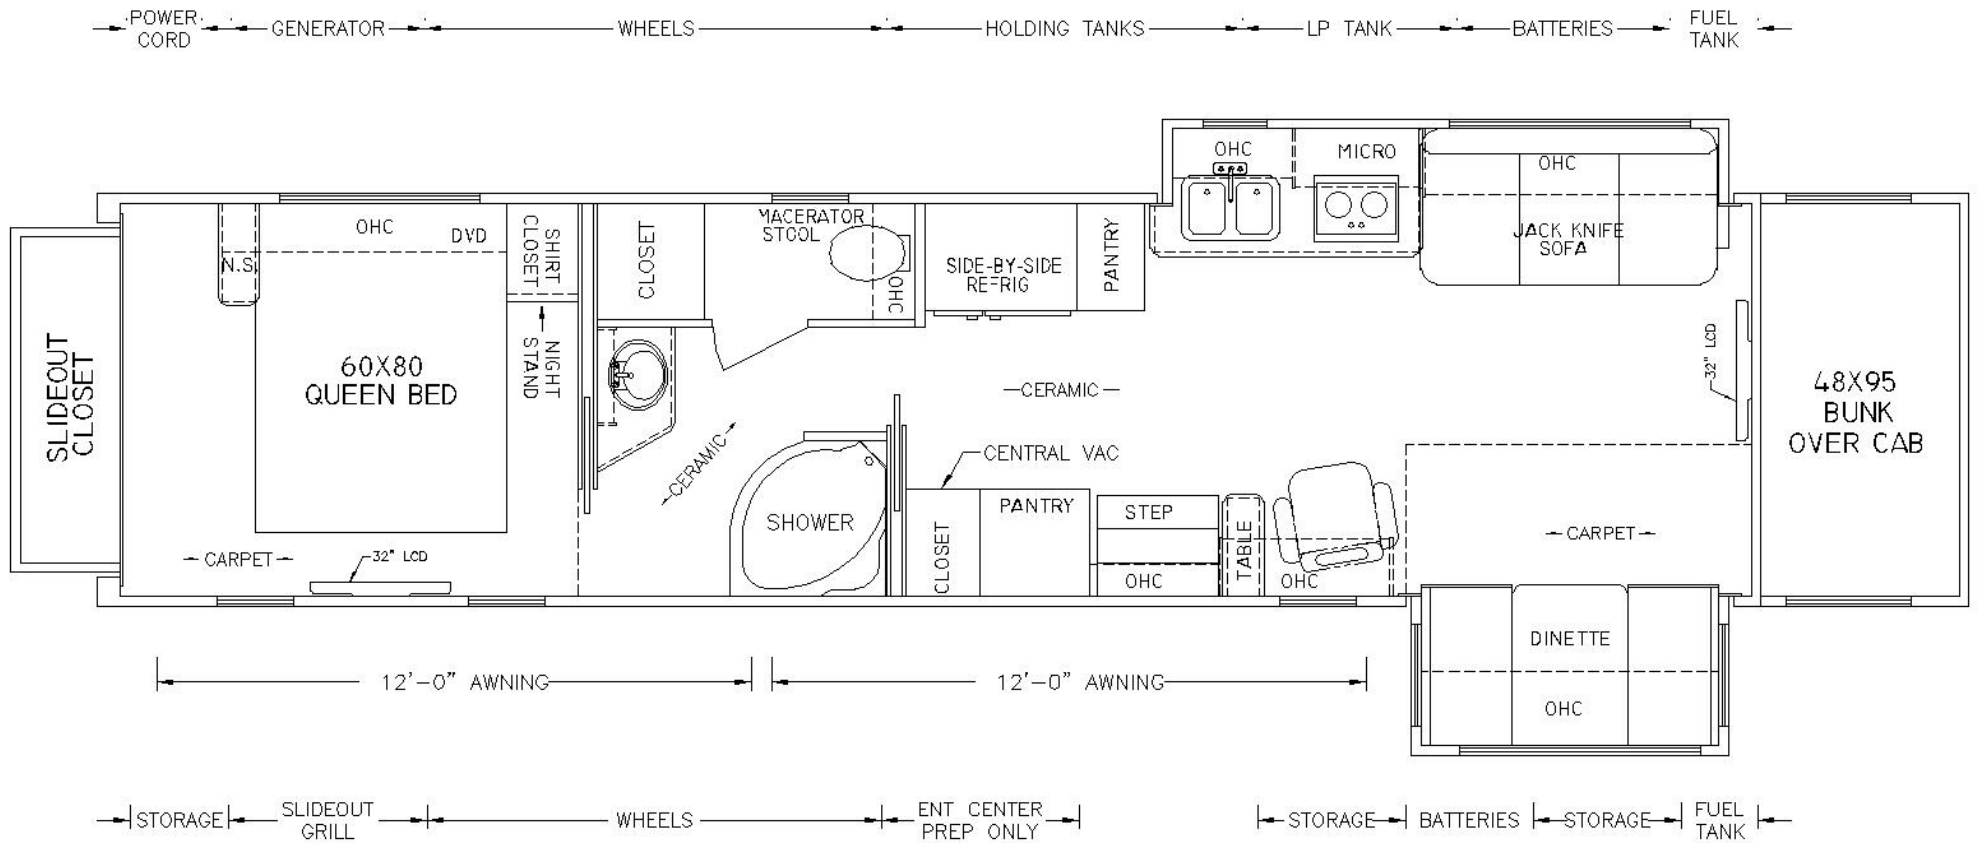 POWER CORD
GENERATOR
WHEELS
HOLDING TANKS
LP TANK
BATTERIES
FUEL TANK
OHC
MICRO
OHC
JACK KNIFE
SOFA
OHC
DVD
N.S.
SHIRT
CLOSET
NIGHT
STAND
CLOSET
MACERATOR
STOOL
OHC
SIDE-BY-SIDE
REFRIG
PANTRY
SLIDEOUT
CLOSET
60X80
QUEEN BED
CERAMIC
CERAMIC
32" LCD
48X95
BUNK
OVER CAB
CENTRAL VAC
SHOWER
CLOSET
PANTRY
STEP
OHC
TABLE
OHC
CARPET
32" LCD
CARPET
DINETTE
OHC
12'-0" AWNING
12'-0" AWNING
STORAGE
SLIDEOUT
GRILL
WHEELS
ENT CENTER
PREP ONLY
STORAGE
BATTERIES
STORAGE
FUEL
TANK